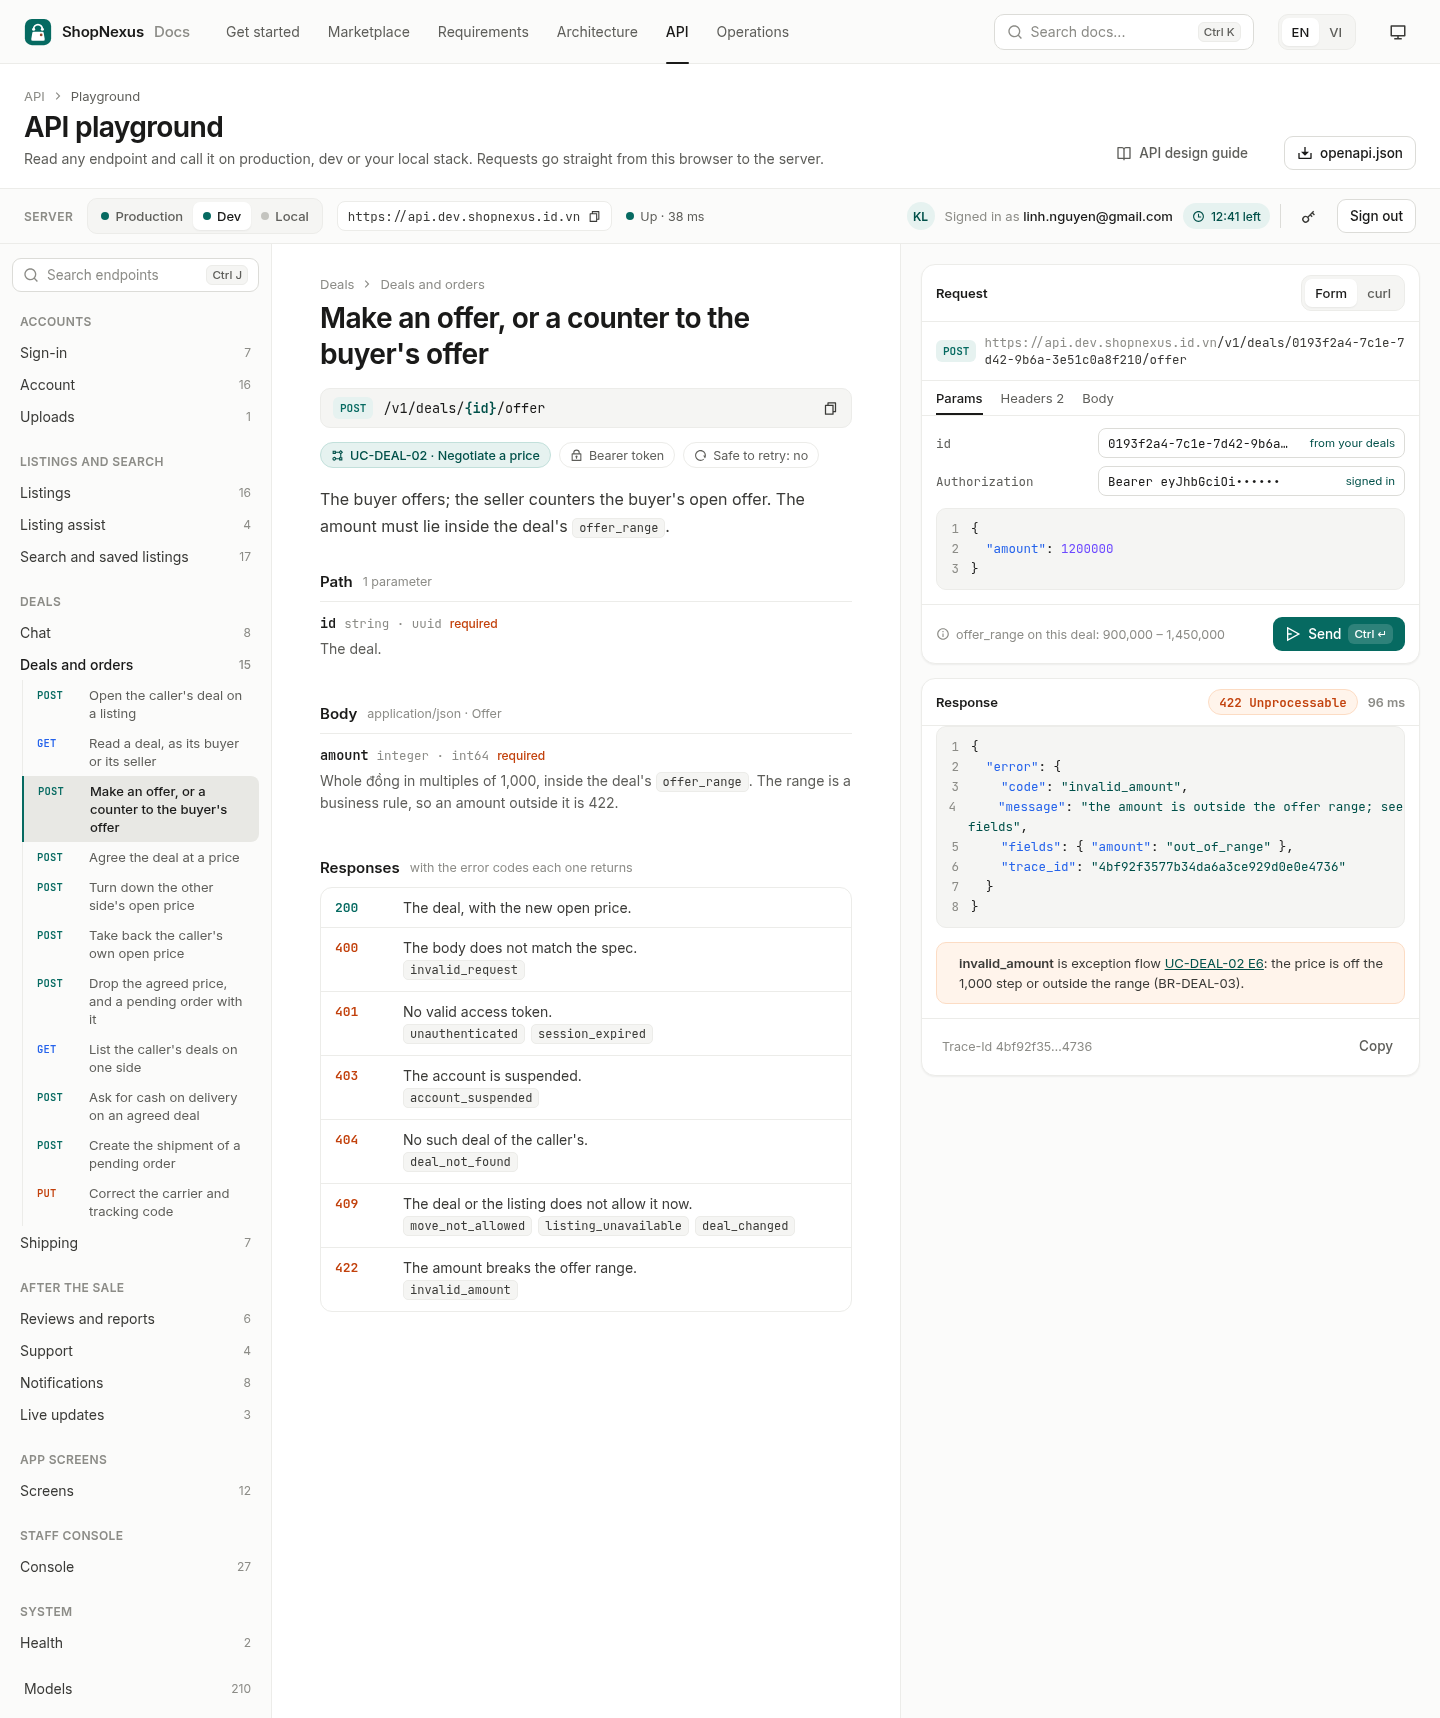 ShopNexus Docs Get started Marketplace Requirements Architecture API Operations Search docs... Ctrl K EN VI
API > Playground
API playground
Read any endpoint and call it on production, dev or your local stack. Requests go straight from this browser to the server.
API design guide openapi.json
SERVER Production Dev Local https://api.dev.shopnexus.id.vn Up · 38 ms KL Signed in as linh.nguyen@gmail.com 12:41 left Sign out
Search endpoints Ctrl J
ACCOUNTS
Sign-in 7
Account 16
Uploads 1
LISTINGS AND SEARCH
Listings 16
Listing assist 4
Search and saved listings 17
DEALS
Chat 8
Deals and orders 15
POST Open the caller's deal on
a listing
GET Read a deal, as its buyer
or its seller
POST Make an offer, or a
counter to the buyer's
offer
POST Agree the deal at a price
POST Turn down the other
side's open price
POST Take back the caller's
own open price
POST Drop the agreed price,
and a pending order with
it
GET List the caller's deals on
one side
POST Ask for cash on delivery
on an agreed deal
POST Create the shipment of a
pending order
PUT Correct the carrier and
tracking code
Shipping 7
AFTER THE SALE
Reviews and reports 6
Support 4
Notifications 8
Live updates 3
APP SCREENS
Screens 12
STAFF CONSOLE
Console 27
SYSTEM
Health 2
Models 210
Deals > Deals and orders
Make an offer, or a counter to the
buyer's offer
POST /v1/deals/{id}/offer
UC-DEAL-02 · Negotiate a price Bearer token Safe to retry: no
The buyer offers; the seller counters the buyer's open offer. The
amount must lie inside the deal's offer_range.
Path 1 parameter
id string · uuid required
The deal.
Body application/json · Offer
amount integer · int64 required
Whole đồng in multiples of 1,000, inside the deal's offer_range. The range is a
business rule, so an amount outside it is 422.
Responses with the error codes each one returns
200 The deal, with the new open price.
400 The body does not match the spec.
invalid_request
401 No valid access token.
unauthenticated session_expired
403 The account is suspended.
account_suspended
404 No such deal of the caller's.
deal_not_found
409 The deal or the listing does not allow it now.
move_not_allowed listing_unavailable deal_changed
422 The amount breaks the offer range.
invalid_amount
Request Form curl
POST https://api.dev.shopnexus.id.vn/v1/deals/0193f2a4-7c1e-7
d42-9b6a-3e51c0a8f210/offer
Params Headers 2 Body
id 0193f2a4-7c1e-7d42-9b6a… from your deals
Authorization Bearer eyJhbGciOi•••••• signed in
1 {
2 "amount": 1200000
3 }
offer_range on this deal: 900,000 – 1,450,000 Send Ctrl ↵
Response 422 Unprocessable 96 ms
1 {
2 "error": {
3 "code": "invalid_amount",
4 "message": "the amount is outside the offer range; see
fields",
5 "fields": { "amount": "out_of_range" },
6 "trace_id": "4bf92f3577b34da6a3ce929d0e0e4736"
7 }
8 }
invalid_amount is exception flow UC-DEAL-02 E6: the price is off the
1,000 step or outside the range (BR-DEAL-03).
Trace-Id 4bf92f35…4736 Copy